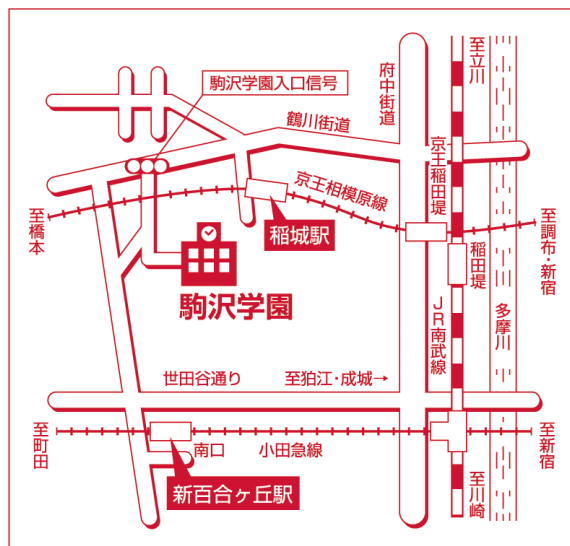 駒沢学園入口信号
鶴川街道
府中街道
至立川
京王稲田堤
京王相模原線
至橋本
稲城駅
至調布・新宿
稲田堤
駒沢学園
JR南武線
多摩川
世田谷通り
至狛江・成城→
至町田
南口
小田急線
至新宿
新百合ヶ丘駅
至川崎